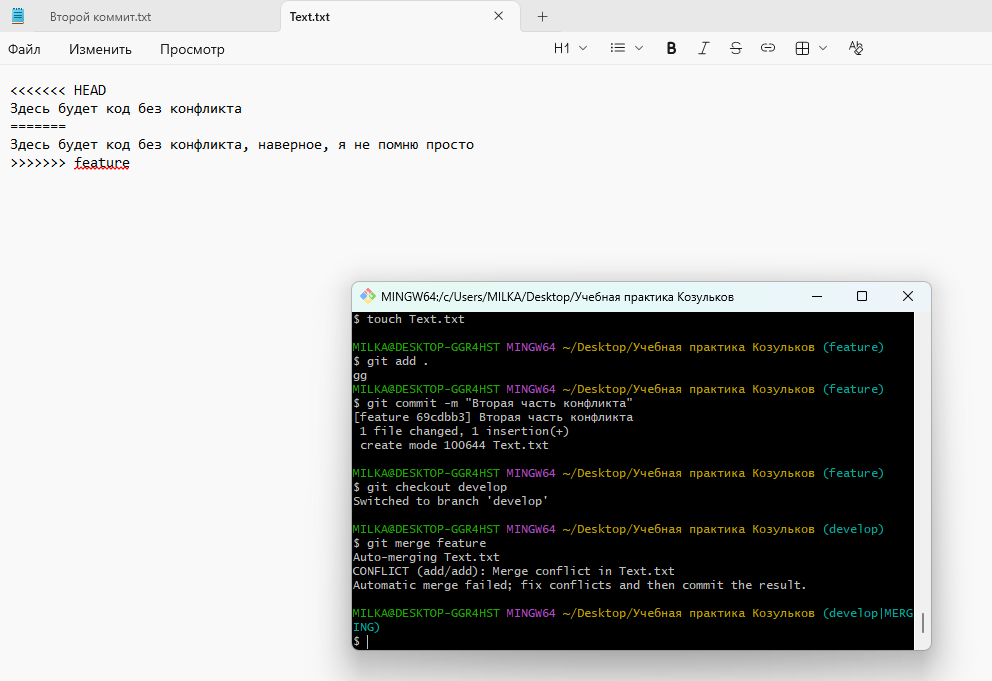 Второй коммит.txt
Text.txt
Файл Изменить Просмотр
H1
B
I
S
<<<<<<< HEAD
Здесь будет код без конфликта
=======
Здесь будет код без конфликта, наверное, я не помню просто
>>>>>>> feature
MINGW64:/c/Users/MILKA/Desktop/Учебная практика Козульков
$ touch Text.txt
MILKA@DESKTOP-GGR4HST MINGW64 ~/Desktop/Учебная практика Козульков (feature)
$ git add .
gg
MILKA@DESKTOP-GGR4HST MINGW64 ~/Desktop/Учебная практика Козульков (feature)
$ git commit -m "Вторая часть конфликта"
[feature 69cdbb3] Вторая часть конфликта
1 file changed, 1 insertion(+)
create mode 100644 Text.txt
MILKA@DESKTOP-GGR4HST MINGW64 ~/Desktop/Учебная практика Козульков (feature)
$ git checkout develop
Switched to branch 'develop'
MILKA@DESKTOP-GGR4HST MINGW64 ~/Desktop/Учебная практика Козульков (develop)
$ git merge feature
Auto-merging Text.txt
CONFLICT (add/add): Merge conflict in Text.txt
Automatic merge failed; fix conflicts and then commit the result.
MILKA@DESKTOP-GGR4HST MINGW64 ~/Desktop/Учебная практика Козульков (develop|MERG
ING)
$